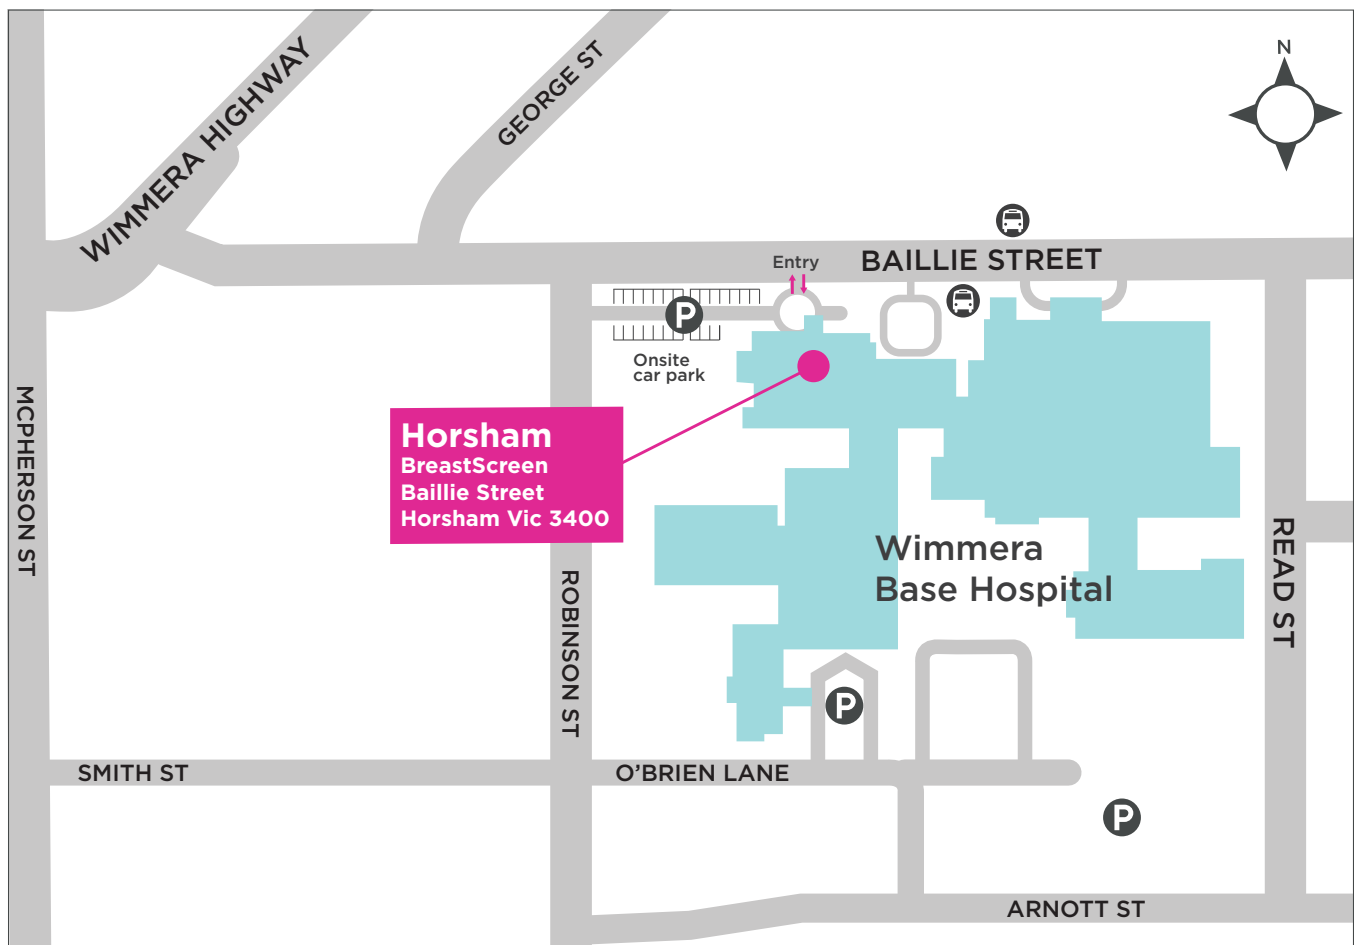 N
WIMMERA HIGHWAY
GEORGE ST
BAILLIE STREET
Entry
P
Onsite
car park
Horsham
BreastScreen
Baillie Street
Horsham Vic 3400
MCPHERSON ST
ROBINSON ST
READ ST
Wimmera
Base Hospital
P
SMITH ST
O'BRIEN LANE
P
ARNOTT ST